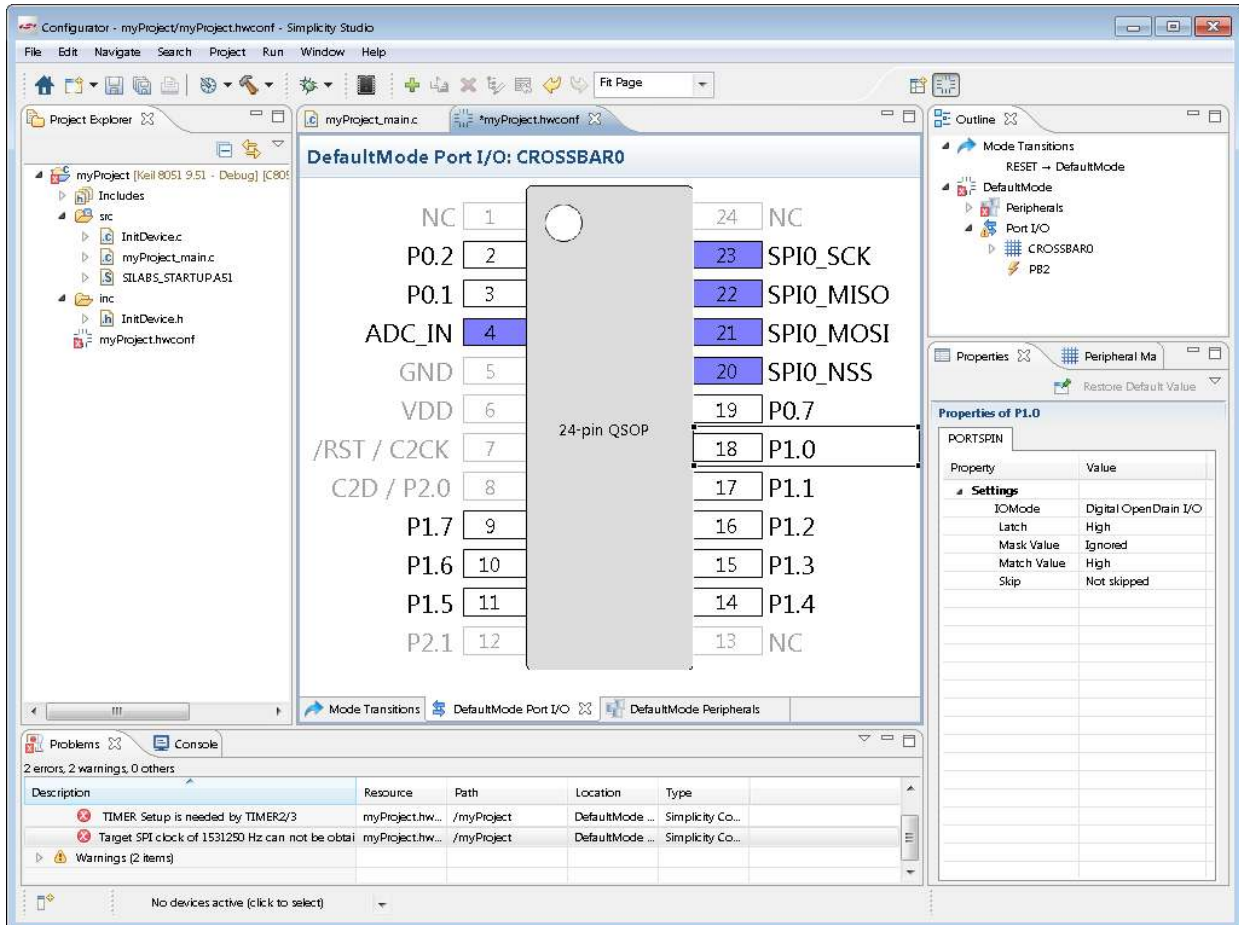 Configurator - myProject/myProject.hwconf - Simplicity Studio
File Edit Navigate Search Project Run Window Help
Fit Page
Project Explorer
myProject [Keil 8051 9.51 - Debug] [C805
Includes
src
InitDevice.c
myProject_main.c
SILABS_STARTUP.A51
inc
InitDevice.h
myProject.hwconf
myProject_main.c
*myProject.hwconf
DefaultMode Port I/O: CROSSBAR0
NC 1
24 NC
P0.2 2
23 SPI0_SCK
P0.1 3
22 SPI0_MISO
ADC_IN 4
21 SPI0_MOSI
GND 5
20 SPI0_NSS
VDD 6
19 P0.7
24-pin QSOP
/RST / C2CK 7
18 P1.0
C2D / P2.0 8
17 P1.1
P1.7 9
16 P1.2
P1.6 10
15 P1.3
P1.5 11
14 P1.4
P2.1 12
13 NC
Mode Transitions
DefaultMode Port I/O
DefaultMode Peripherals
Outline
Mode Transitions
RESET → DefaultMode
DefaultMode
Peripherals
Port I/O
CROSSBAR0
PB2
Properties
Peripheral Ma
Restore Default Value
Properties of P1.0
PORTSPIN
Property Value
Settings
IOMode Digital OpenDrain I/O
Latch High
Mask Value Ignored
Match Value High
Skip Not skipped
Problems
Console
2 errors, 2 warnings, 0 others
Description Resource Path Location Type
TIMER Setup is needed by TIMER2/3 myProject.hw... /myProject DefaultMode ... Simplicity Co...
Target SPI clock of 1531250 Hz can not be obtai myProject.hw... /myProject DefaultMode ... Simplicity Co...
Warnings (2 items)
No devices active (click to select)